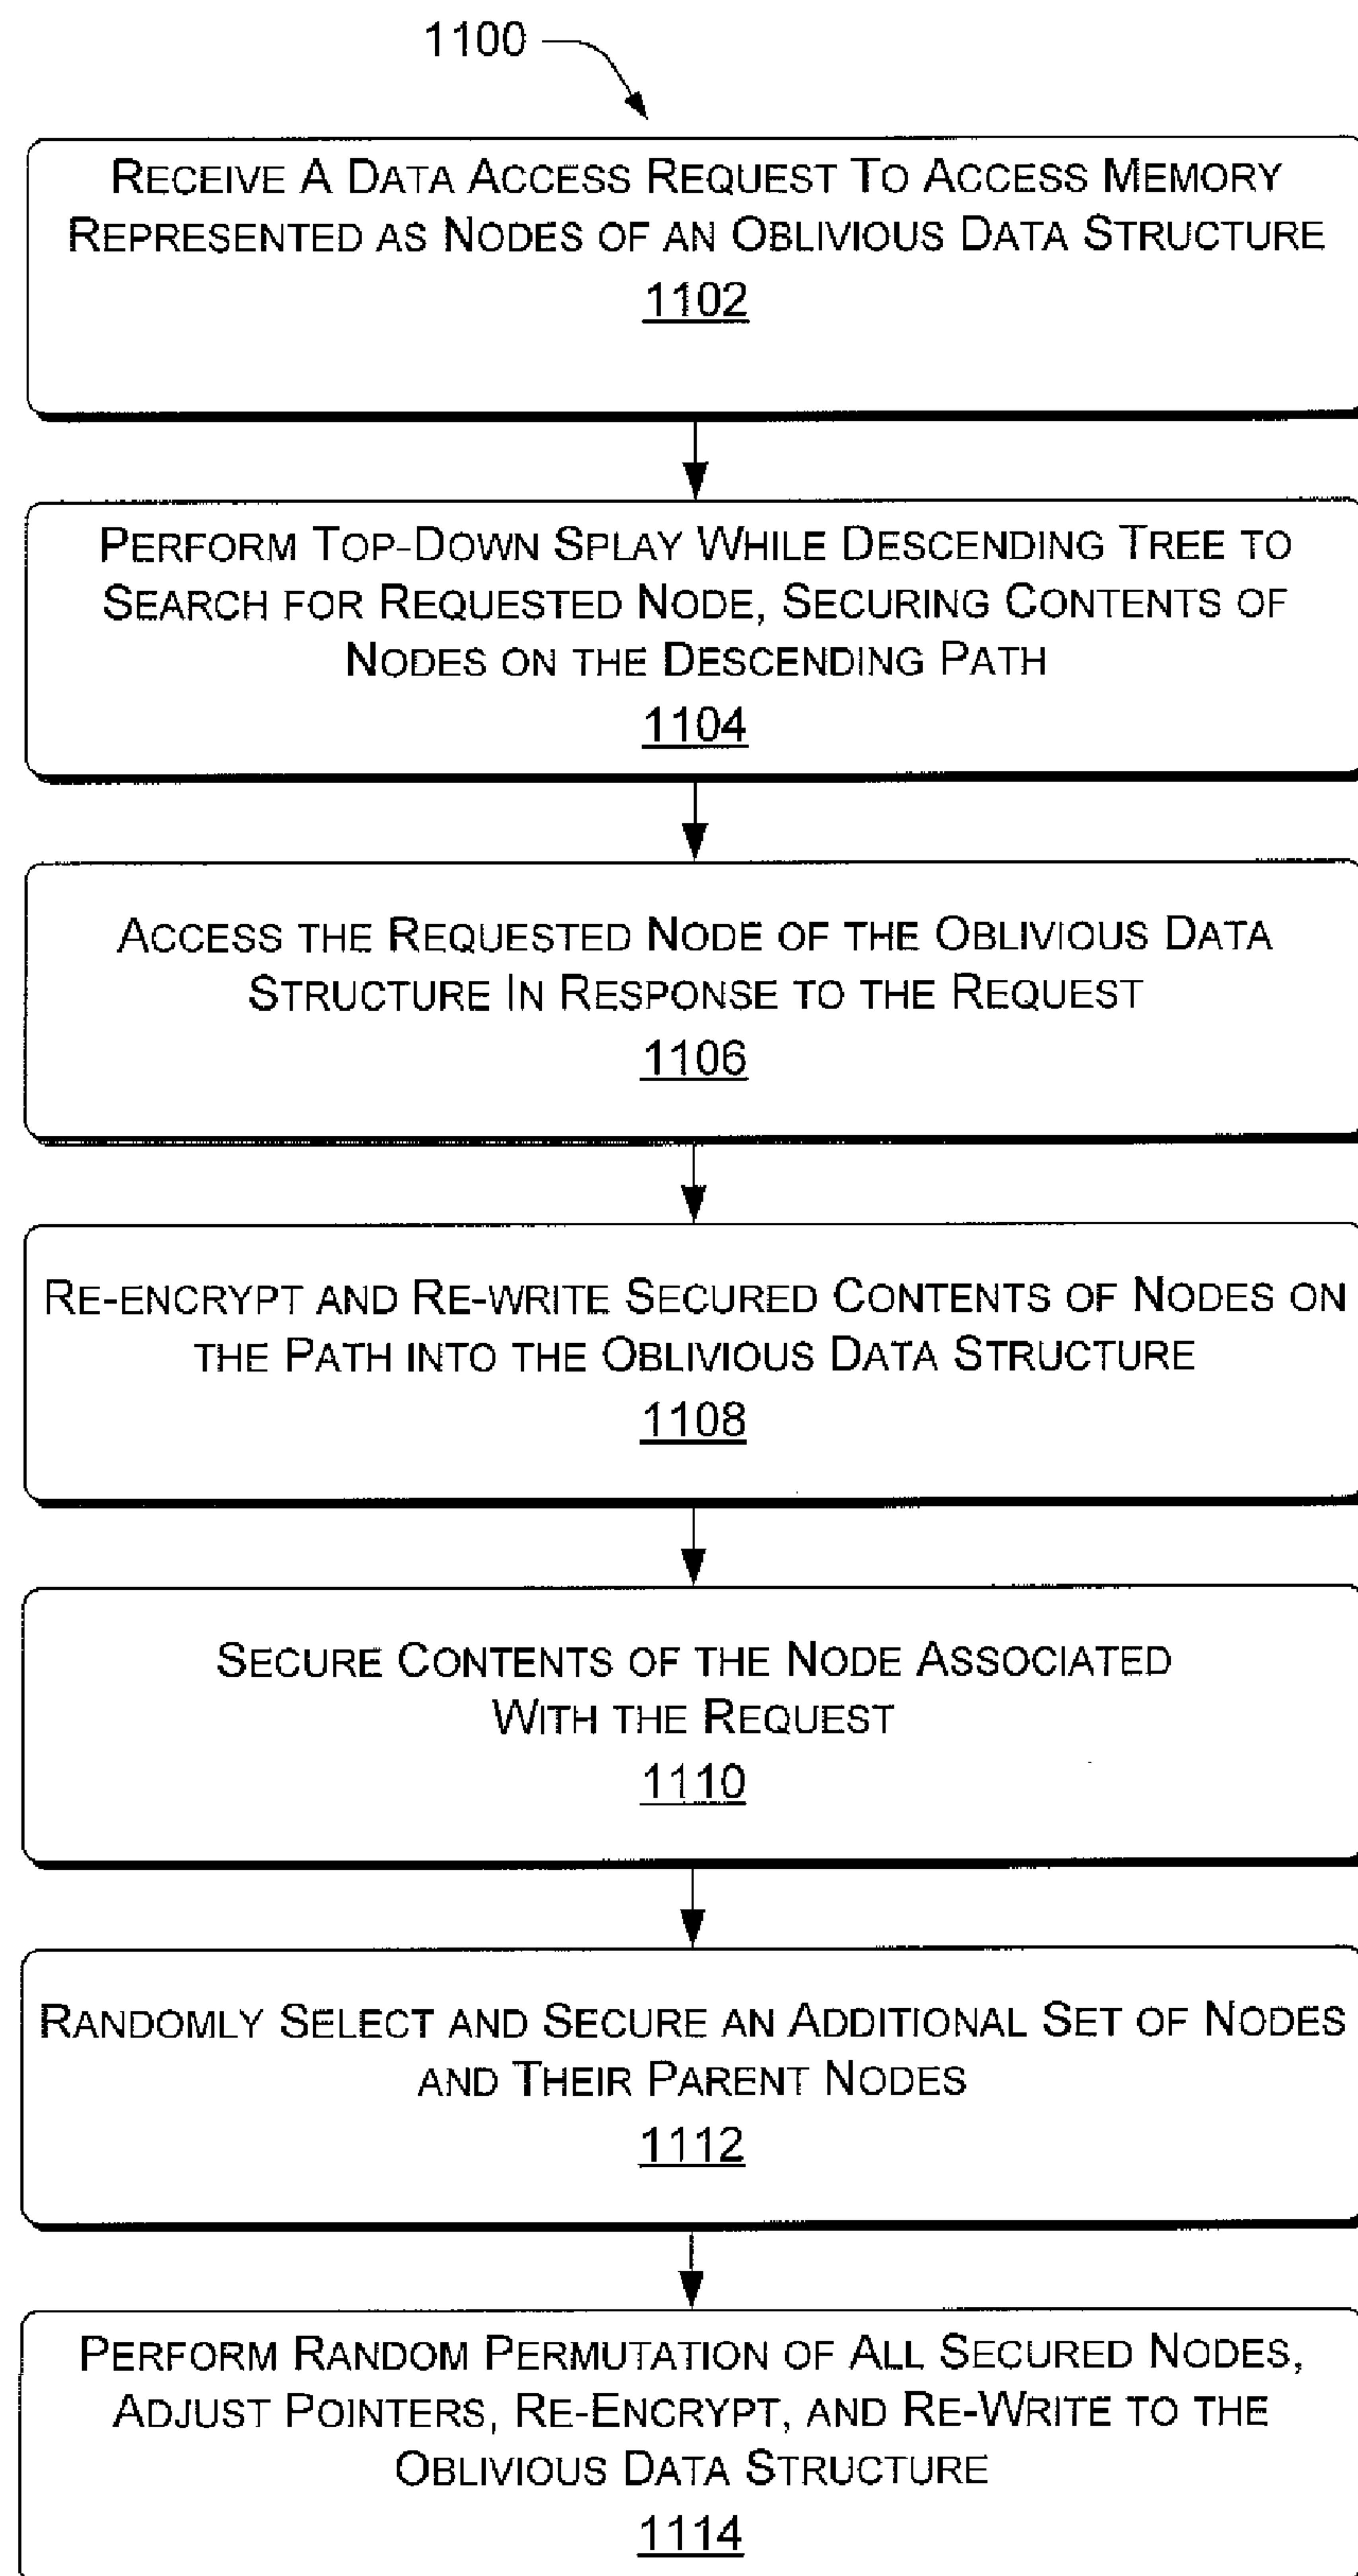 1100
RECEIVE A DATA ACCESS REQUEST TO ACCESS MEMORY
REPRESENTED AS NODES OF AN OBLIVIOUS DATA STRUCTURE
1102
PERFORM TOP-DOWN SPLAY WHILE DESCENDING TREE TO
SEARCH FOR REQUESTED NODE, SECURING CONTENTS OF
NODES ON THE DESCENDING PATH
1104
ACCESS THE REQUESTED NODE OF THE OBLIVIOUS DATA
STRUCTURE IN RESPONSE TO THE REQUEST
1106
RE-ENCRYPT AND RE-WRITE SECURED CONTENTS OF NODES ON
THE PATH INTO THE OBLIVIOUS DATA STRUCTURE
1108
SECURE CONTENTS OF THE NODE ASSOCIATED
WITH THE REQUEST
1110
RANDOMLY SELECT AND SECURE AN ADDITIONAL SET OF NODES
AND THEIR PARENT NODES
1112
PERFORM RANDOM PERMUTATION OF ALL SECURED NODES,
ADJUST POINTERS, RE-ENCRYPT, AND RE-WRITE TO THE
OBLIVIOUS DATA STRUCTURE
1114